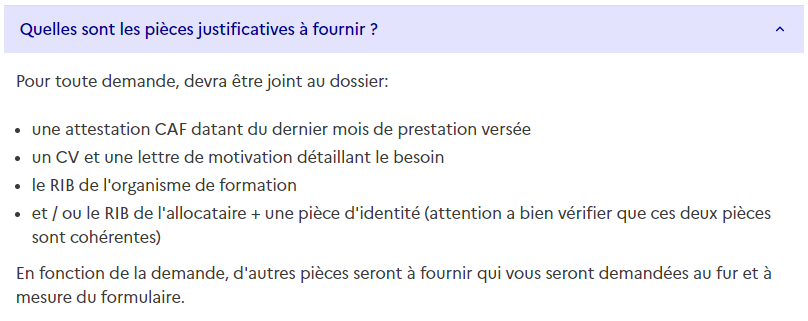 Quelles sont les pièces justificatives à fournir ?
Pour toute demande, devra être joint au dossier:
• une attestation CAF datant du dernier mois de prestation versée
• un CV et une lettre de motivation détaillant le besoin
• le RIB de l'organisme de formation
• et / ou le RIB de l'allocataire + une pièce d'identité (attention a bien vérifier que ces deux pièces
sont cohérentes)
En fonction de la demande, d'autres pièces seront à fournir qui vous seront demandées au fur et à
mesure du formulaire.